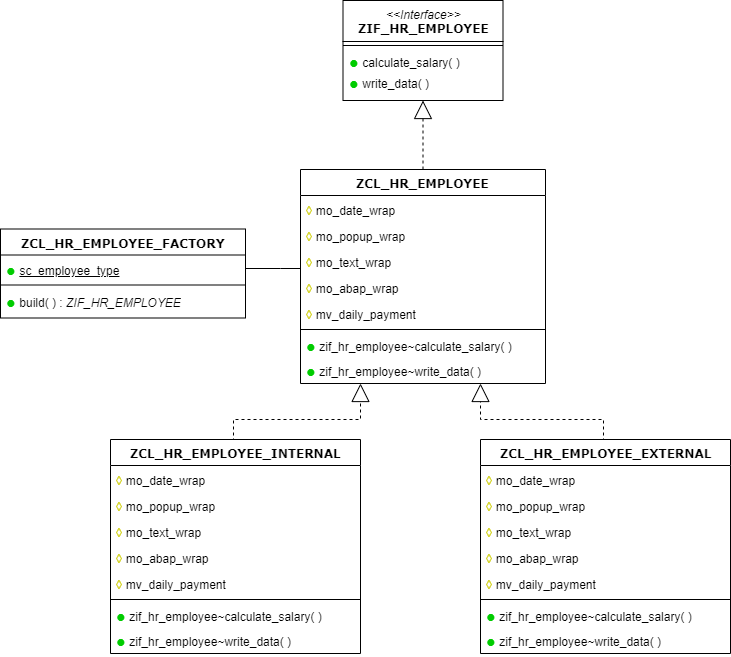 <<Interface>>
ZIF_HR_EMPLOYEE
calculate_salary( )
write_data( )
ZCL_HR_EMPLOYEE
mo_date_wrap
mo_popup_wrap
mo_text_wrap
mo_abap_wrap
mv_daily_payment
zif_hr_employee~calculate_salary( )
zif_hr_employee~write_data( )
ZCL_HR_EMPLOYEE_FACTORY
sc_employee_type
build( ) : ZIF_HR_EMPLOYEE
ZCL_HR_EMPLOYEE_INTERNAL
mo_date_wrap
mo_popup_wrap
mo_text_wrap
mo_abap_wrap
mv_daily_payment
zif_hr_employee~calculate_salary( )
zif_hr_employee~write_data( )
ZCL_HR_EMPLOYEE_EXTERNAL
mo_date_wrap
mo_popup_wrap
mo_text_wrap
mo_abap_wrap
mv_daily_payment
zif_hr_employee~calculate_salary( )
zif_hr_employee~write_data( )